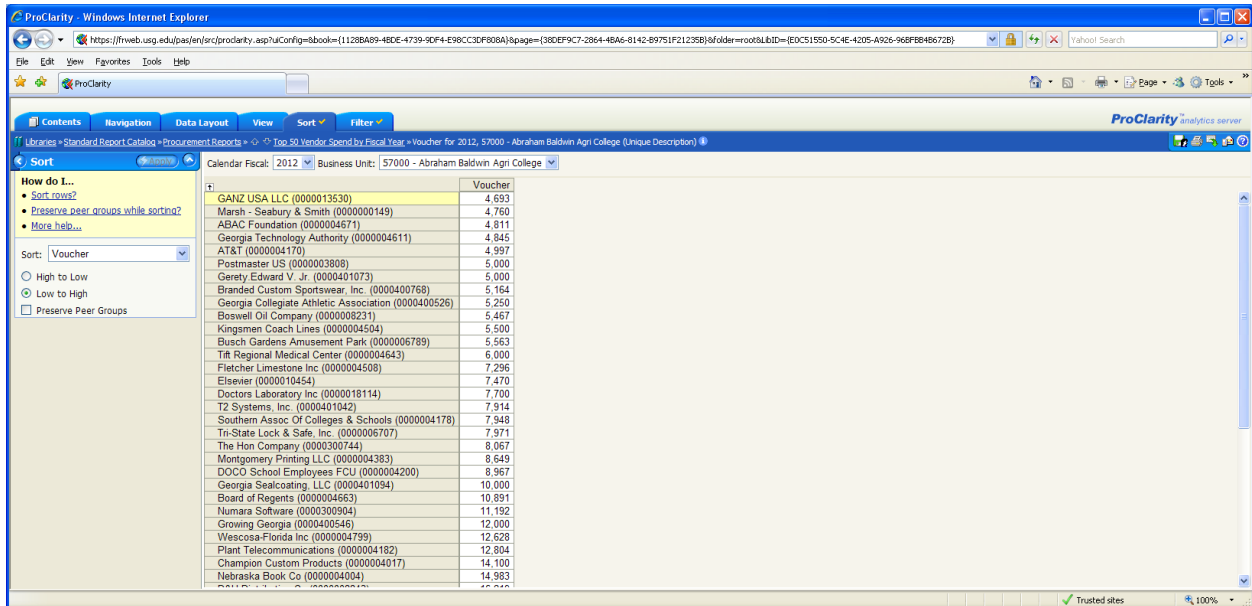 ProClarity - Windows Internet Explorer
https://frweb.usg.edu/pas/en/src/proclarity.asp?uiConfig=&book={1128BA89-4BDE-4739-9DF4-E98CC3DF808A}&page={38DEF9C7-2864-4BA6-8142-B9751F21235B}&folder=root&LibID={E0C51550-5C4E-4205-A926-96BFBB4B672B}
Yahoo! Search
File Edit View Favorites Tools Help
ProClarity
Page Tools
Contents Navigation Data Layout View Sort Filter
ProClarity analytics server
Libraries » Standard Report Catalog » Procurement Reports » Top 50 Vendor Spend by Fiscal Year » Voucher for 2012, 57000 - Abraham Baldwin Agri College (Unique Description)
Sort Apply
Calendar Fiscal: 2012 Business Unit: 57000 - Abraham Baldwin Agri College
How do I...
Sort rows?
Preserve peer groups while sorting?
More help...
Sort: Voucher
High to Low
Low to High
Preserve Peer Groups
Voucher
GANZ USA LLC (0000013530) 4,693
Marsh - Seabury & Smith (0000000149) 4,760
ABAC Foundation (0000004671) 4,811
Georgia Technology Authority (0000004611) 4,845
AT&T (0000004170) 4,997
Postmaster US (0000003808) 5,000
Gerety.Edward V. Jr. (0000401073) 5,000
Branded Custom Sportswear, Inc. (0000400768) 5,164
Georgia Collegiate Athletic Association (0000400526) 5,250
Boswell Oil Company (0000008231) 5,467
Kingsmen Coach Lines (0000004504) 5,500
Busch Gardens Amusement Park (0000006789) 5,563
Tift Regional Medical Center (0000004643) 6,000
Fletcher Limestone Inc (0000004508) 7,296
Elsevier (0000010454) 7,470
Doctors Laboratory Inc (0000018114) 7,700
T2 Systems, Inc. (0000401042) 7,914
Southern Assoc Of Colleges & Schools (0000004178) 7,948
Tri-State Lock & Safe, Inc. (0000006707) 7,971
The Hon Company (0000300744) 8,067
Montgomery Printing LLC (0000004383) 8,649
DOCO School Employees FCU (0000004200) 8,967
Georgia Sealcoating, LLC (0000401094) 10,000
Board of Regents (0000004663) 10,891
Numara Software (0000300904) 11,192
Growing Georgia (0000400546) 12,000
Wescosa-Florida Inc (0000004799) 12,628
Plant Telecommunications (0000004182) 12,804
Champion Custom Products (0000004017) 14,100
Nebraska Book Co (0000004004) 14,983
Trusted sites 100%